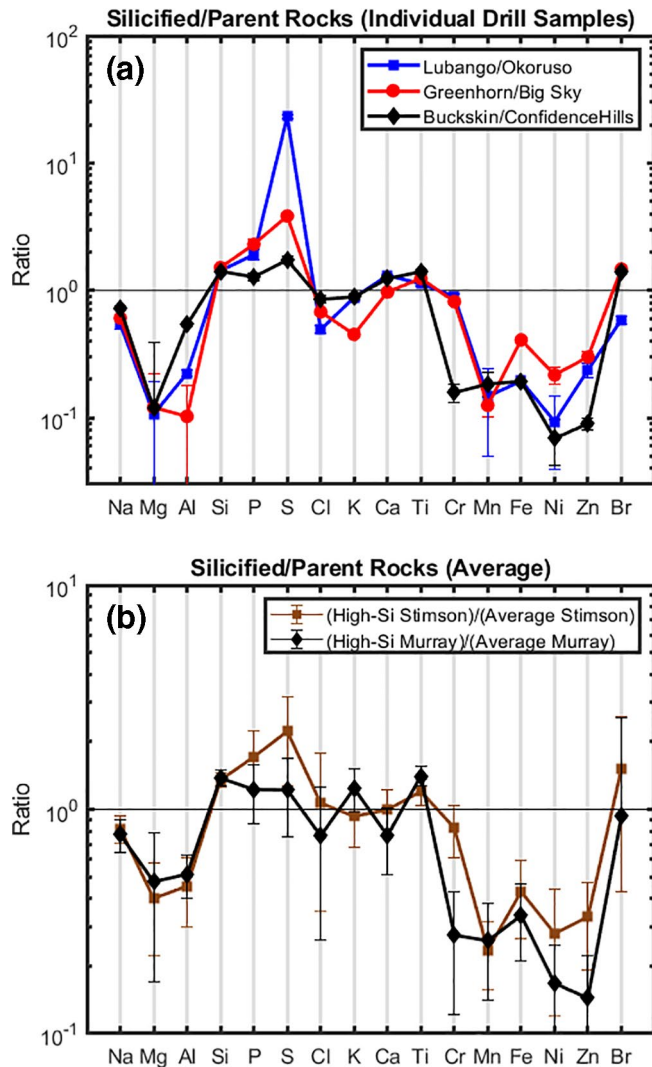 Silicified/Parent Rocks (Individual Drill Samples)
(a)
Lubango/Okoruso
Greenhorn/Big Sky
Buckskin/ConfidenceHills
10^2
10^1
10^0
10^-1
Ratio
Na Mg Al Si P S Cl K Ca Ti Cr Mn Fe Ni Zn Br
Silicified/Parent Rocks (Average)
(b)
(High-Si Stimson)/(Average Stimson)
(High-Si Murray)/(Average Murray)
10^1
10^0
10^-1
Ratio
Na Mg Al Si P S Cl K Ca Ti Cr Mn Fe Ni Zn Br